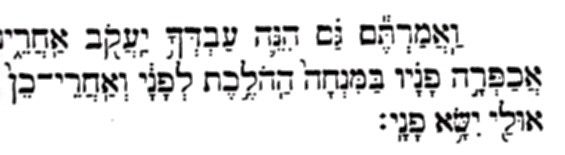 וַֽאֲמַרְתֶּ֕ם גַּ֗ם הִנֵּ֛ה עַבְדְּךָ֥ יַֽעֲקֹ֖ב
אֲכַפְּרָ֣ה פָנָ֗יו בַּמִּנְחָה֙ הַֽהֹלֶ֣כֶת לְפָנָ֔י וְאַֽחֲרֵי־כֵן֙
אוּלַ֖י יִשָּׂ֥א פָנָֽי׃